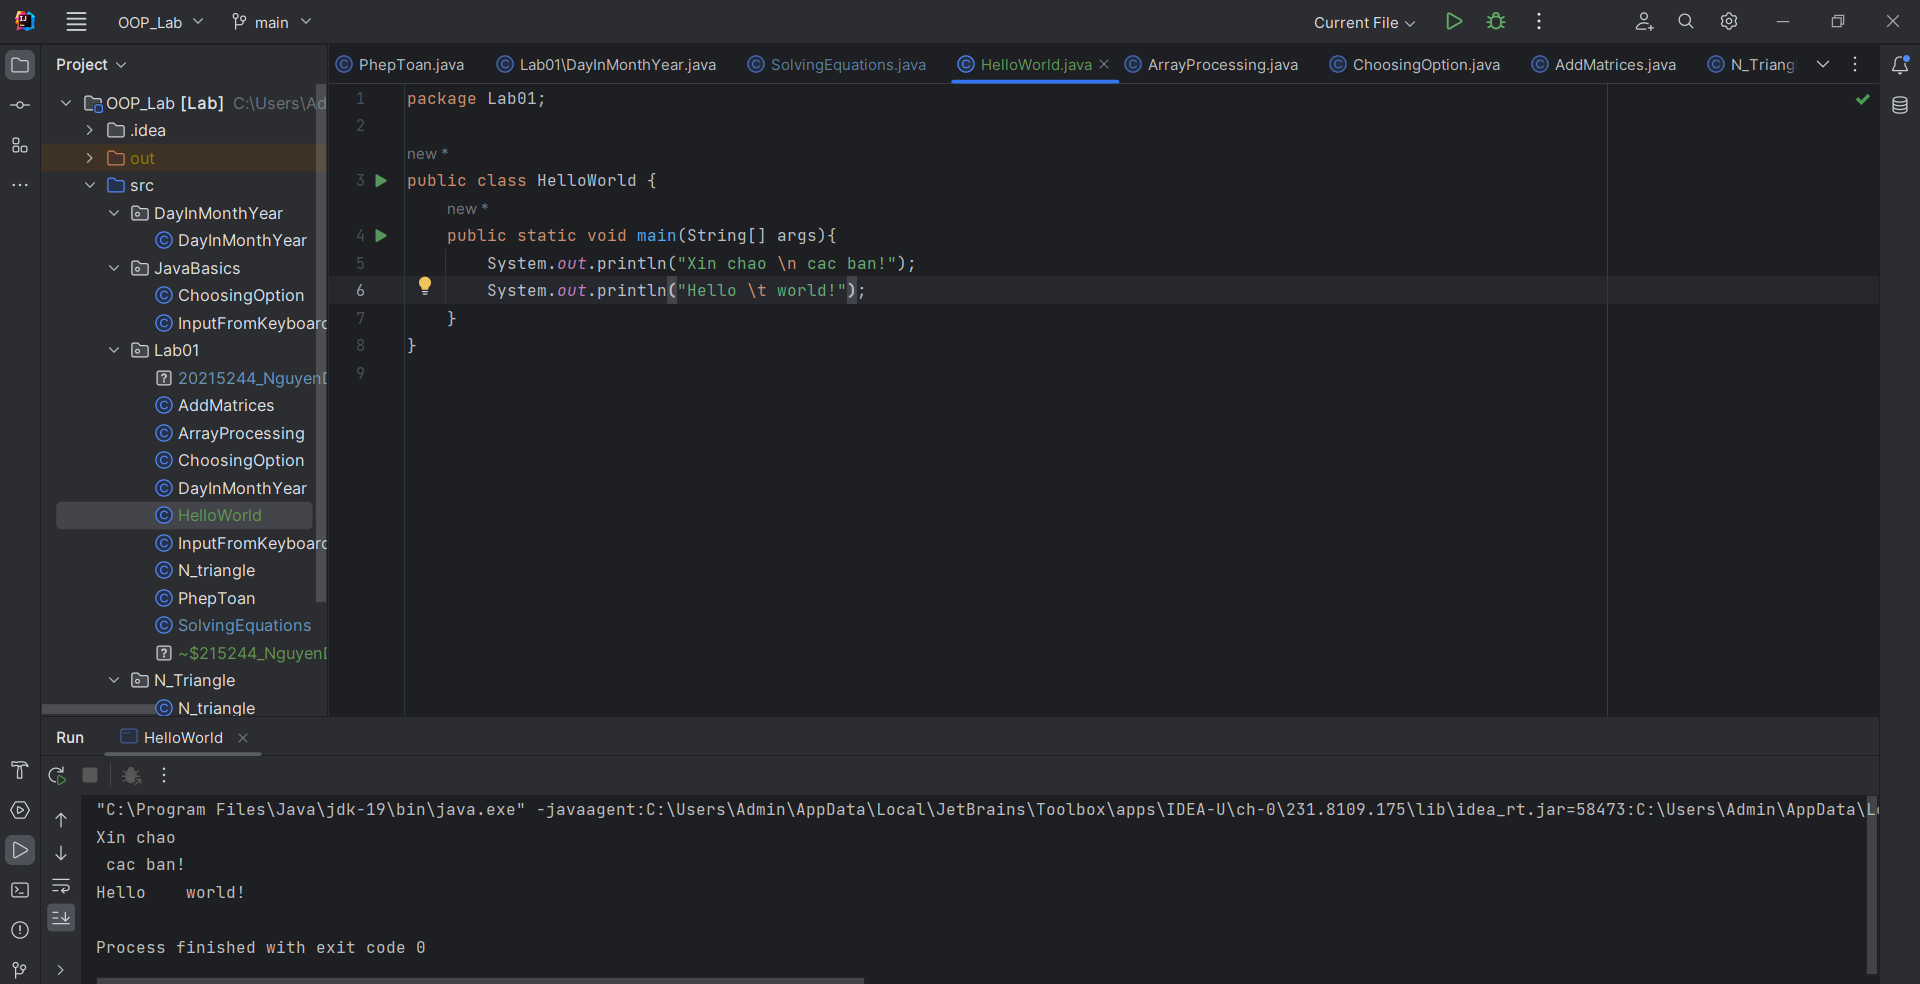 OOP_Lab
main
Current File
Project
PhepToan.java
Lab01\DayInMonthYear.java
SolvingEquations.java
HelloWorld.java
ArrayProcessing.java
ChoosingOption.java
AddMatrices.java
N_Triang
OOP_Lab [Lab] C:\Users\Ad
.idea
out
src
DayInMonthYear
DayInMonthYear
JavaBasics
ChoosingOption
InputFromKeyboard
Lab01
20215244_NguyenD
AddMatrices
ArrayProcessing
ChoosingOption
DayInMonthYear
HelloWorld
InputFromKeyboard
N_triangle
PhepToan
SolvingEquations
~$215244_NguyenD
N_Triangle
N_triangle
1 package Lab01;
2
new *
3 public class HelloWorld {
new *
4 public static void main(String[] args){
5 System.out.println("Xin chao \n cac ban!");
6 System.out.println("Hello \t world!");
7 }
8 }
9
Run
HelloWorld
"C:\Program Files\Java\jdk-19\bin\java.exe" -javaagent:C:\Users\Admin\AppData\Local\JetBrains\Toolbox\apps\IDEA-U\ch-0\231.8109.175\lib\idea_rt.jar=58473:C:\Users\Admin\AppData\Lo
Xin chao
cac ban!
Hello    world!
Process finished with exit code 0